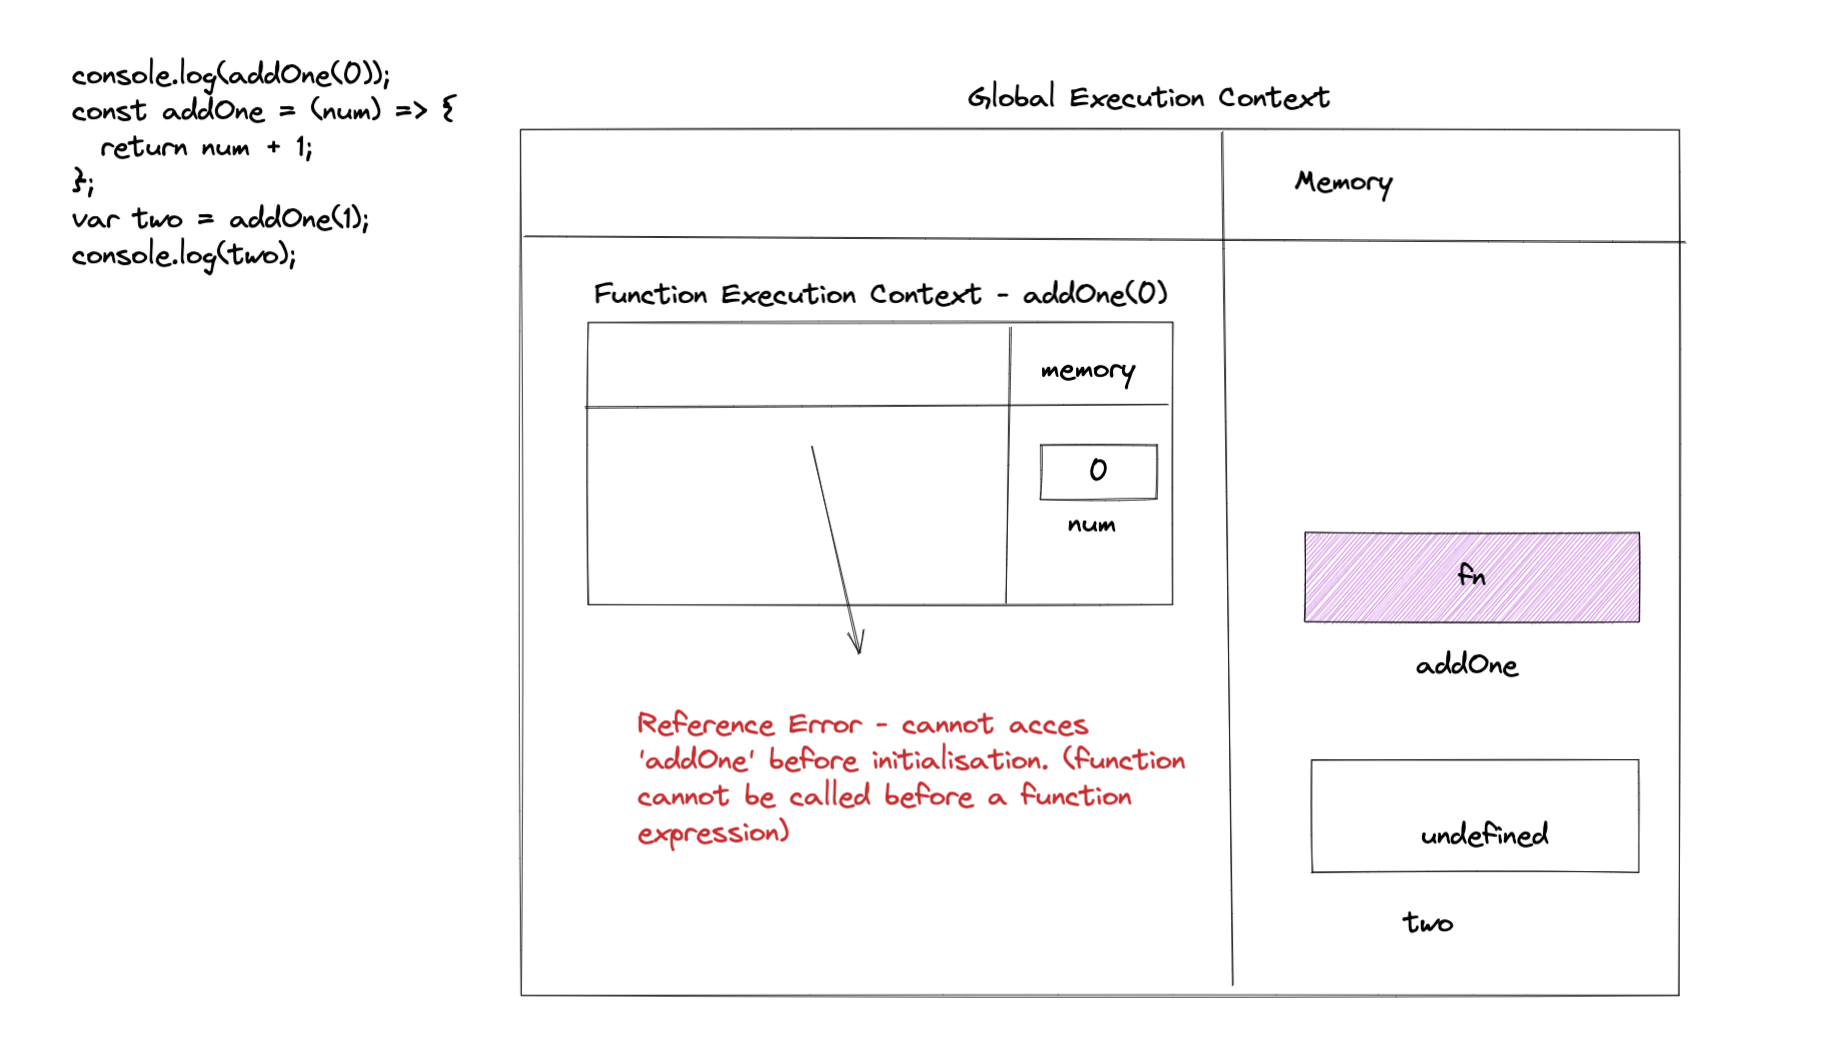 console.log(addOne(0));
const addOne = (num) => {
return num + 1;
};
var two = addOne(1);
console.log(two);
Global Execution Context
Memory
Function Execution Context - addOne(0)
memory
0
num
fn
addOne
Reference Error - cannot acces
'addOne' before initialisation. (function
cannot be called before a function
expression)
undefined
two